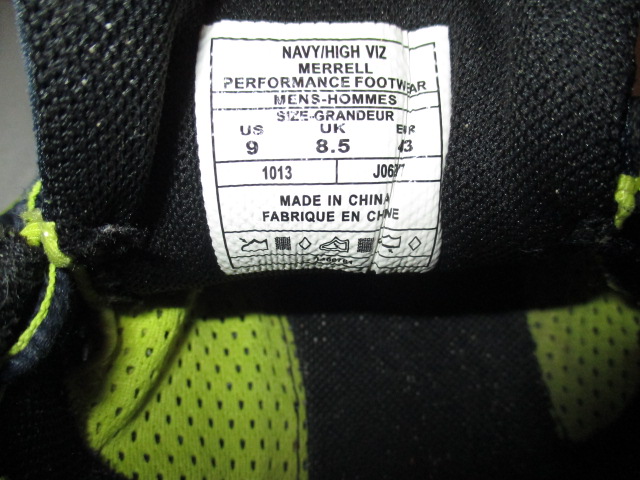 NAVY/HIGH VIZ
MERRELL
PERFORMANCE FOOTWEAR
MENS-HOMMES
SIZE-GRANDEUR
US UK EUR
9 8.5
1013
MADE IN CHINA
FABRIQUE EN CHINE